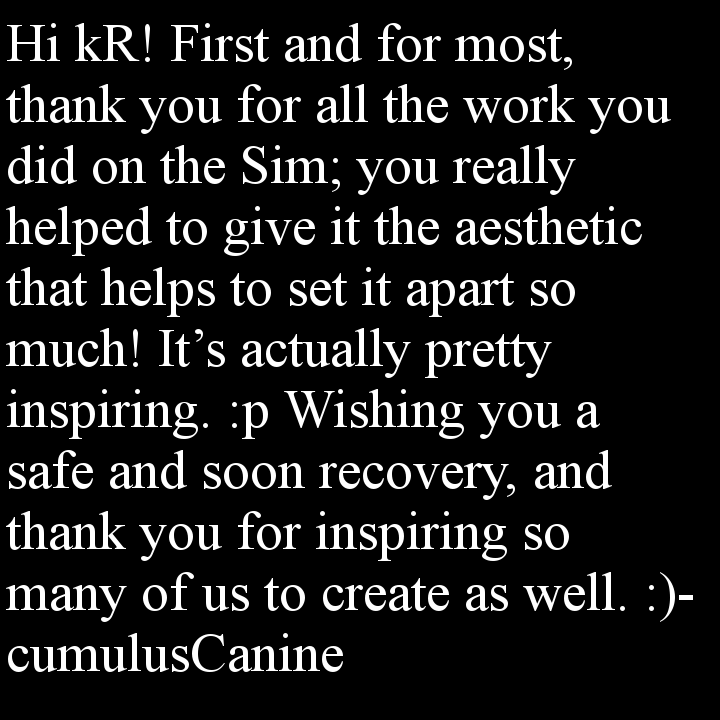 Hi kR! First and for most,
thank you for all the work you
did on the Sim; you really
helped to give it the aesthetic
that helps to set it apart so
much! It’s actually pretty
inspiring. :p Wishing you a
safe and soon recovery, and
thank you for inspiring so
many of us to create as well. :)-
cumulusCanine